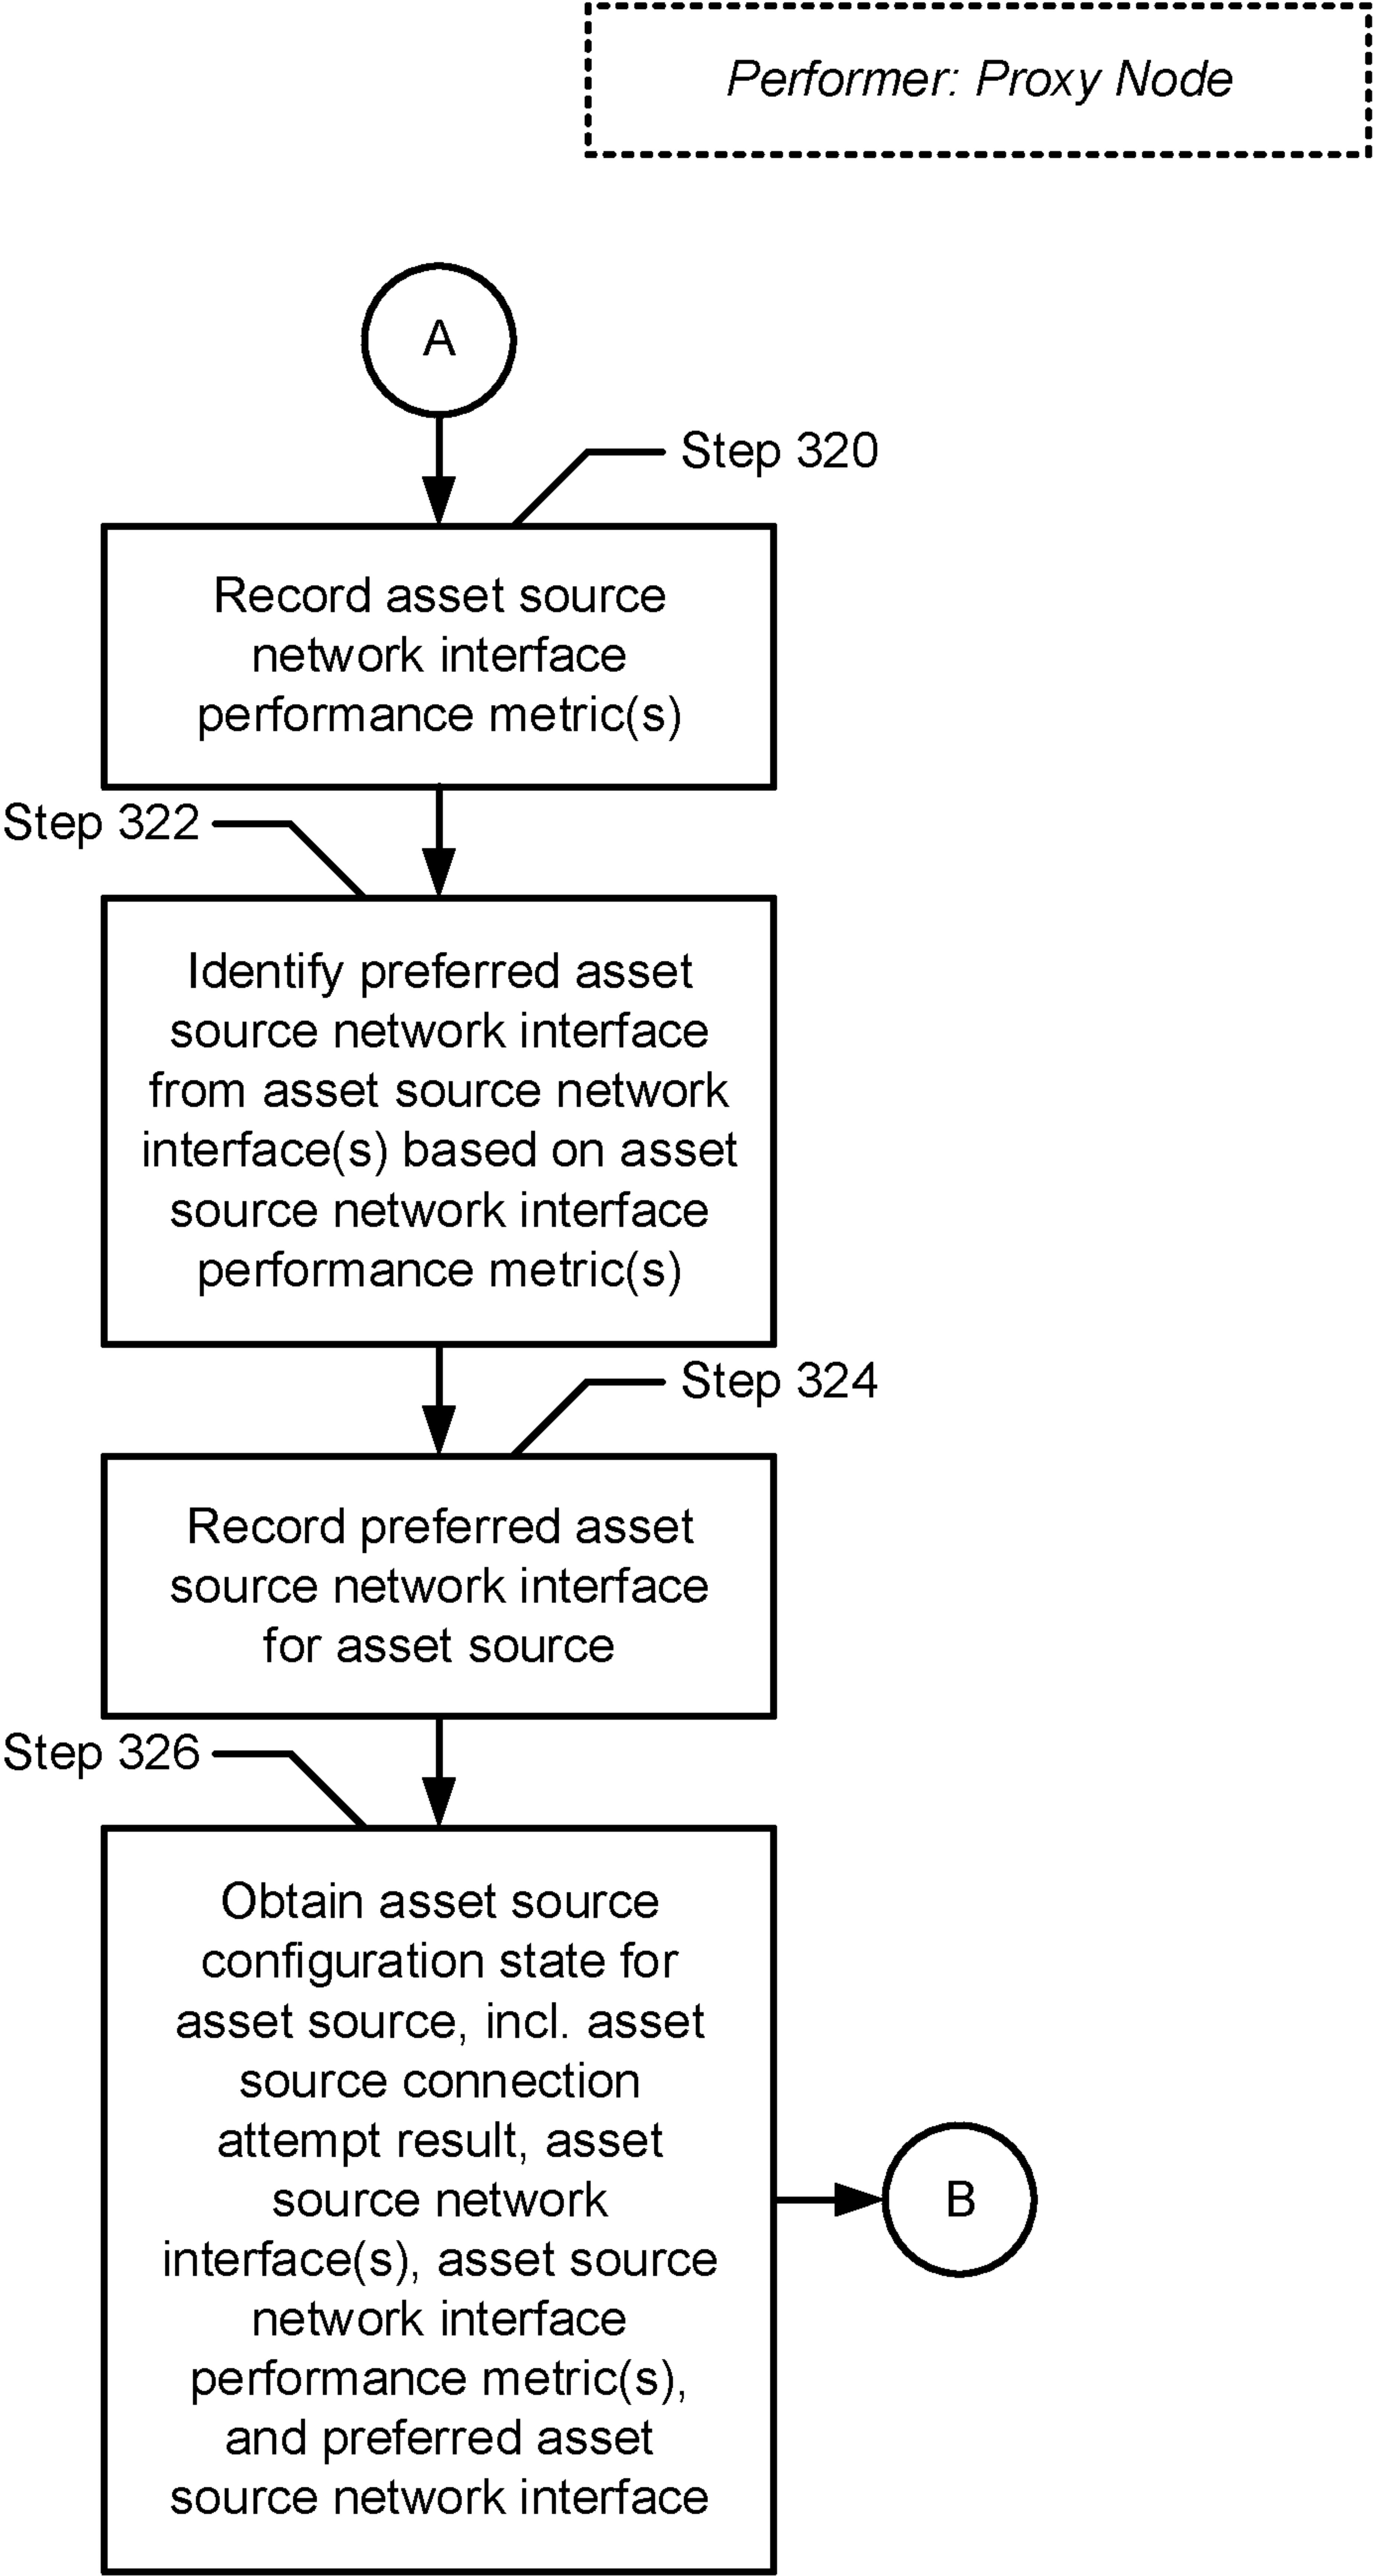 Performer: Proxy Node
A
Step 320
Record asset source
network interface
performance metric(s)
Step 322
Identify preferred asset
source network interface
from asset source network
interface(s) based on asset
source network interface
performance metric(s)
Step 324
Record preferred asset
source network interface
for asset source
Step 326
Obtain asset source
configuration state for
asset source, incl. asset
source connection
attempt result, asset
source network
interface(s), asset source
network interface
performance metric(s),
and preferred asset
source network interface
B